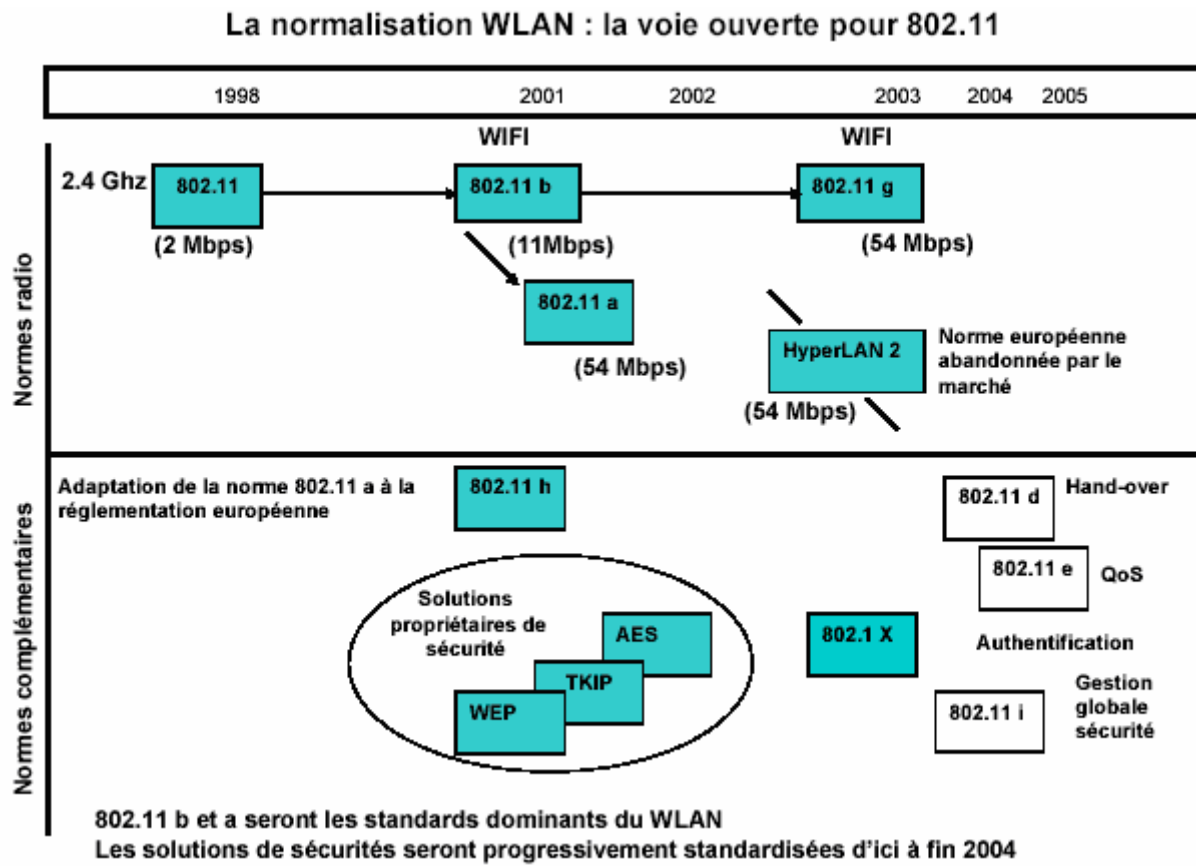 La normalisation WLAN : la voie ouverte pour 802.11
1998 2001 2002 2003 2004 2005
WIFI WIFI
2.4 Ghz 802.11 802.11 b 802.11 g
(2 Mbps) (11Mbps) (54 Mbps)
Normes radio
802.11 a
(54 Mbps)
HyperLAN 2
(54 Mbps)
Norme européenne
abandonnée par le
marché
Normes complémentaires
Adaptation de la norme 802.11 a à la
réglementation européenne
802.11 h
802.11 d Hand-over
802.11 e QoS
Solutions
propriétaires de
sécurité
AES
TKIP
WEP
802.1 X Authentification
802.11 i
Gestion
globale
sécurité
802.11 b et a seront les standards dominants du WLAN
Les solutions de sécurités seront progressivement standardisées d'ici à fin 2004